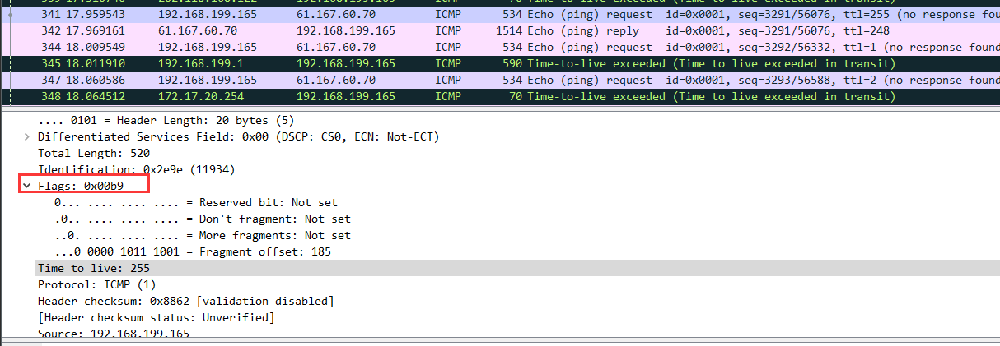 341 17.959543 192.168.199.165 61.167.60.70 ICMP 534 Echo (ping) request id=0x0001, seq=3291/56076, ttl=255 (no response foun
342 17.969161 61.167.60.70 192.168.199.165 ICMP 1514 Echo (ping) reply id=0x0001, seq=3291/56076, ttl=248
344 18.009549 192.168.199.165 61.167.60.70 ICMP 534 Echo (ping) request id=0x0001, seq=3292/56332, ttl=1 (no response found
345 18.011910 192.168.199.1 192.168.199.165 ICMP 590 Time-to-live exceeded (Time to live exceeded in transit)
347 18.060586 192.168.199.165 61.167.60.70 ICMP 534 Echo (ping) request id=0x0001, seq=3293/56588, ttl=2 (no response found
348 18.064512 172.17.20.254 192.168.199.165 ICMP 70 Time-to-live exceeded (Time to live exceeded in transit)
.... 0101 = Header Length: 20 bytes (5)
Differentiated Services Field: 0x00 (DSCP: CS0, ECN: Not-ECT)
Total Length: 520
Identification: 0x2e9e (11934)
Flags: 0x00b9
0... .... .... .... = Reserved bit: Not set
.0.. .... .... .... = Don't fragment: Not set
..0. .... .... .... = More fragments: Not set
...0 0000 1011 1001 = Fragment offset: 185
Time to live: 255
Protocol: ICMP (1)
Header checksum: 0x8862 [validation disabled]
[Header checksum status: Unverified]
Source: 192.168.199.165